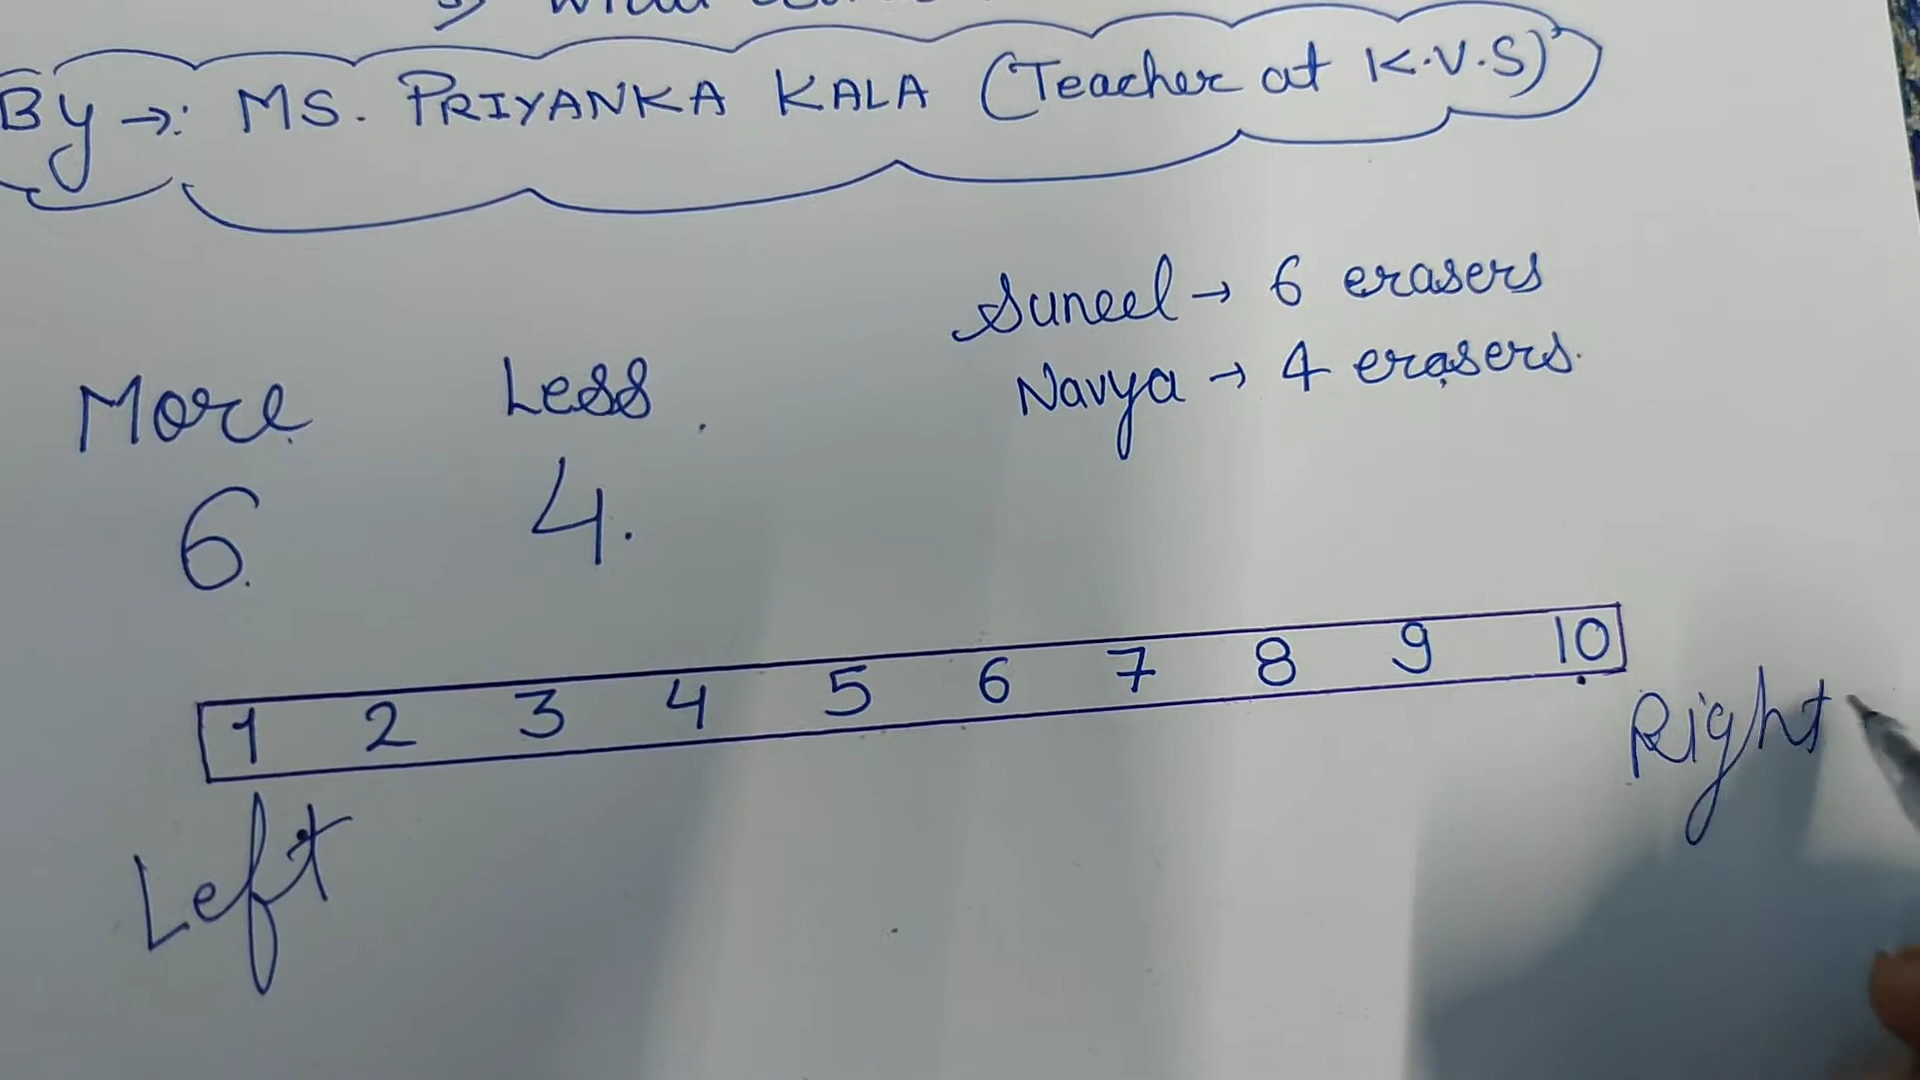 By →: MS. PRIYANKA KALA (Teacher at K.V.S)
Suneel → 6 erasers
Navya → 4 erasers.
More Less
6 4
1 2 3 4 5 6 7 8 9 10
Left Right